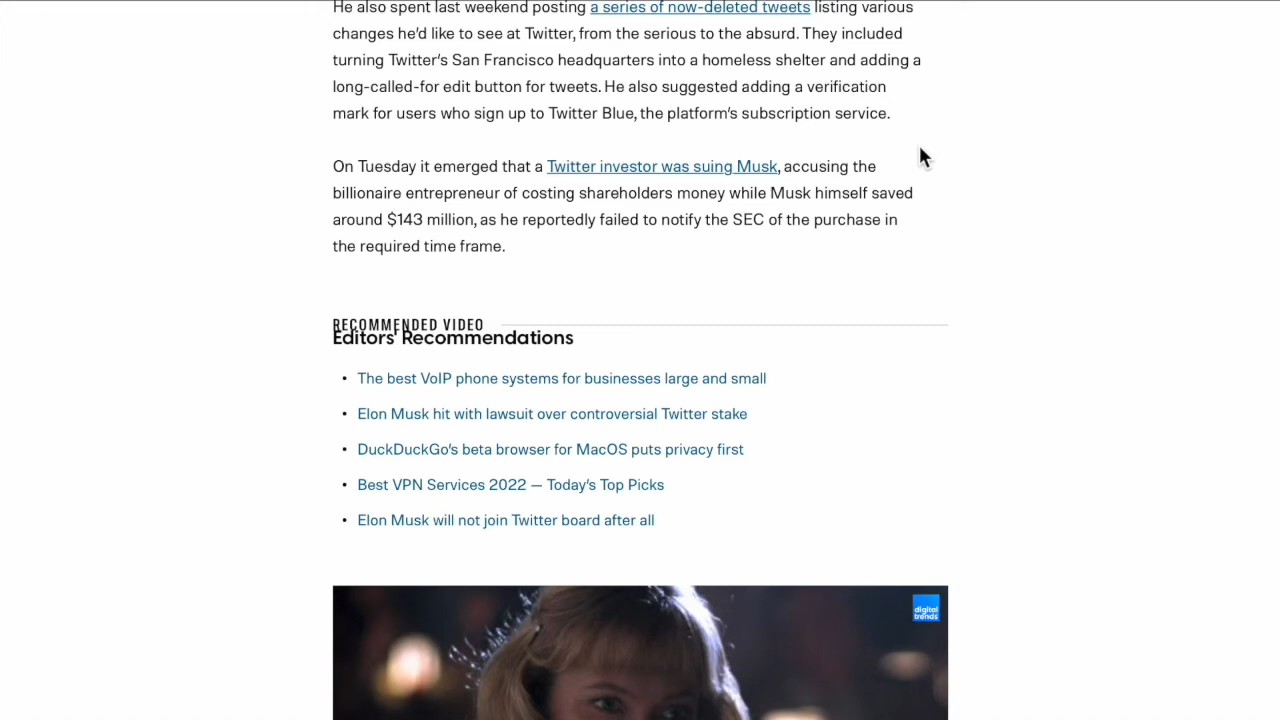 He also spent last weekend posting a series of now-deleted tweets listing various
changes he’d like to see at Twitter, from the serious to the absurd. They included
turning Twitter’s San Francisco headquarters into a homeless shelter and adding a
long-called-for edit button for tweets. He also suggested adding a verification
mark for users who sign up to Twitter Blue, the platform’s subscription service.
On Tuesday it emerged that a Twitter investor was suing Musk, accusing the
billionaire entrepreneur of costing shareholders money while Musk himself saved
around $143 million, as he reportedly failed to notify the SEC of the purchase in
the required time frame.
RECOMMENDED VIDEO
Editors' Recommendations
• The best VoIP phone systems for businesses large and small
• Elon Musk hit with lawsuit over controversial Twitter stake
• DuckDuckGo’s beta browser for MacOS puts privacy first
• Best VPN Services 2022 — Today’s Top Picks
• Elon Musk will not join Twitter board after all
digital
trends